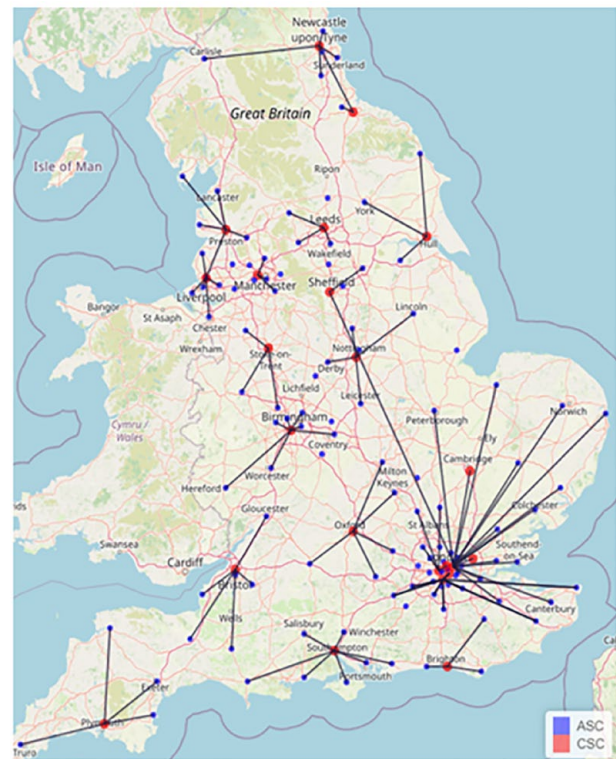 Newcastle
upon Tyne
Carlisle
Sunderland
Great Britain
Isle of Man
Ripon
Lancaster
York
Leeds
Preston
Hull
Wakefield
Manchester
Sheffield
Liverpool
Bangor
St Asaph
Chester
Lincoln
Wrexham
Stoke-on-
Trent
Nottingham
Derby
Lichfield
Leicester
Norwich
Peterborough
Cymru /
Wales
Birmingham
Coventry
Ely
Cambridge
Worcester
Hereford
Milton
Keynes
Gloucester
Colchester
Oxford
St Albans
Swansea
Southend
-on-Sea
Cardiff
Bristol
Wells
Canterbury
Salisbury
Winchester
Southampton
Brighton
Portsmouth
Exeter
Plymouth
Truro
ASC
CSC